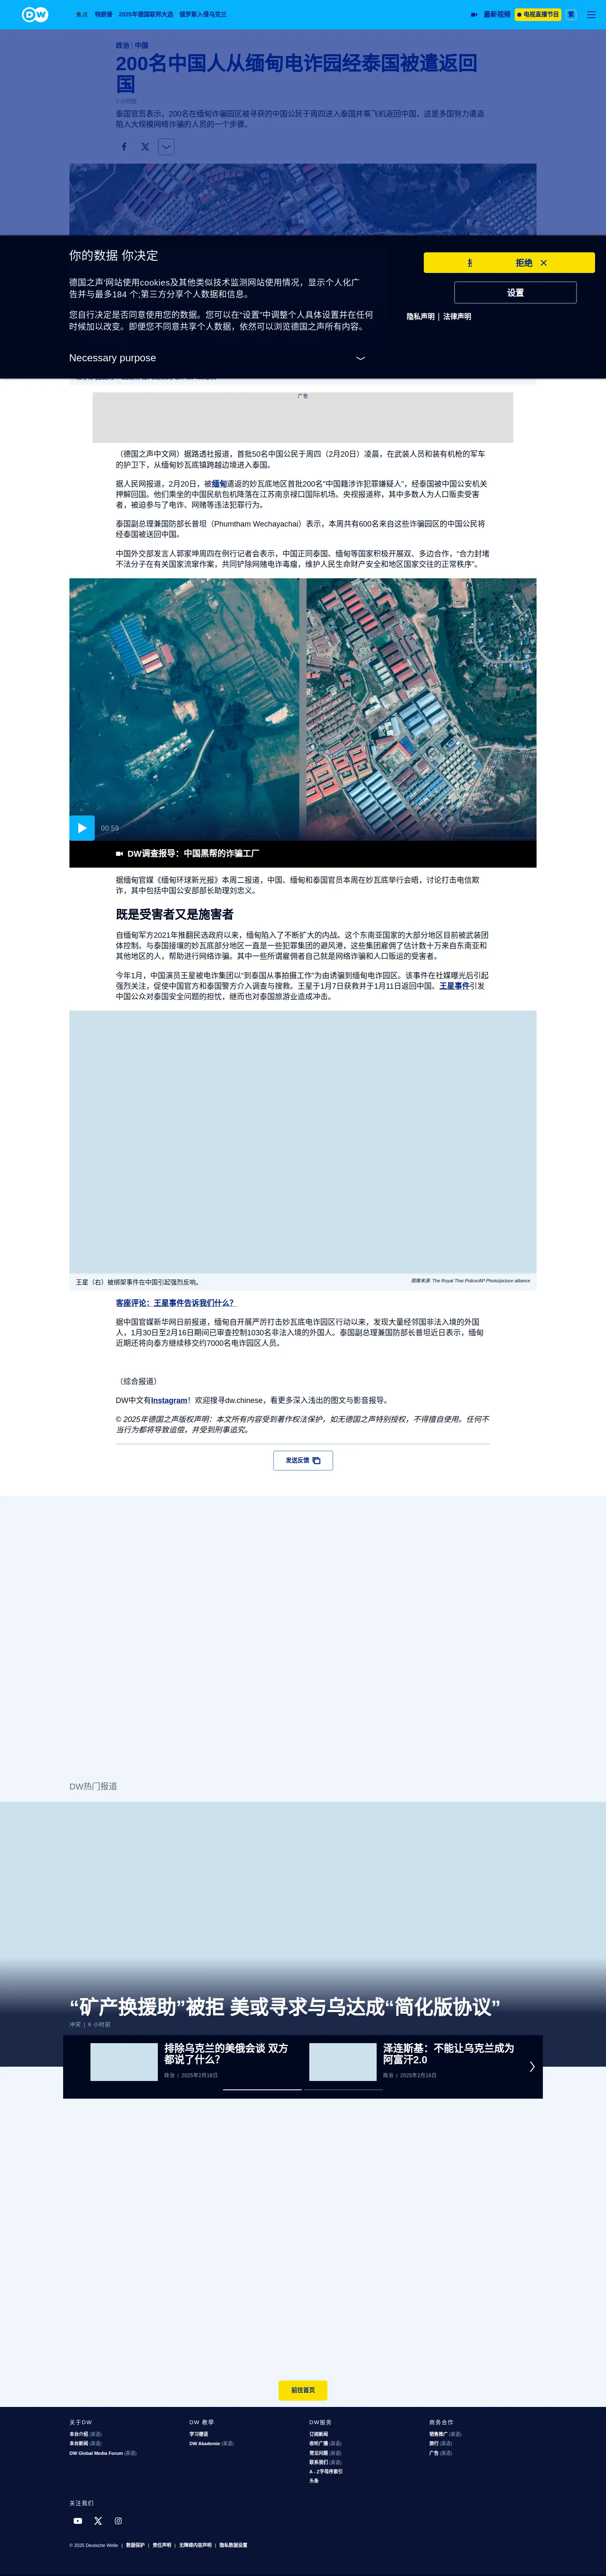 DW
焦点 特朗普 2025年德国联邦大选 俄罗斯入侵乌克兰 最新视频 电视直播节目 繁
政治 | 中国
200名中国人从缅甸电诈园经泰国被遣返回
国
泰国官员表示，200名在缅甸诈骗园区被寻获的中国公民于周四进入泰国并乘飞机返回中国，这是多国努力遣返
陷入大规模网络诈骗的人员的一个步骤。
你的数据 你决定
德国之声'网站使用cookies及其他类似技术监测网站使用情况，显示个人化广
告并与最多184 个;第三方分享个人数据和信息。
您自行决定是否同意使用您的数据。您可以在“设置”中调整个人具体设置并在任何
时候加以改变。即便您不同意共享个人数据，依然可以浏览德国之声所有内容。
Necessary purpose
拒绝
设置
隐私声明 | 法律声明
广告
（德国之声中文网）据路透社报道，首批50名中国公民于周四（2月20日）凌晨，在武装人员和装有机枪的军车
的护卫下，从缅甸妙瓦底镇跨越边境进入泰国。
据人民网报道，2月20日，被缅甸遣返的妙瓦底地区首批200名"中国籍涉诈犯罪嫌疑人"，经泰国被中国公安机关
押解回国。他们乘坐的中国民航包机降落在江苏南京禄口国际机场。央视报道称，其中多数人为人口贩卖受害
者，被迫参与了电诈、网赌等违法犯罪行为。
泰国副总理兼国防部长普坦（Phumtham Wechayachai）表示，本周共有600名来自这些诈骗园区的中国公民将
经泰国被送回中国。
中国外交部发言人郭家坤周四在例行记者会表示，中国正同泰国、缅甸等国家积极开展双、多边合作，“合力封堵
不法分子在有关国家流窜作案，共同铲除网赌电诈毒瘤，维护人民生命财产安全和地区国家交往的正常秩序”。
00:59
DW调查报导：中国黑帮的诈骗工厂
据缅甸官媒《缅甸环球新光报》本周二报道，中国、缅甸和泰国官员本周在妙瓦底举行会晤，讨论打击电信欺
诈，其中包括中国公安部部长助理刘忠义。
既是受害者又是施害者
自缅甸军方2021年推翻民选政府以来，缅甸陷入了不断扩大的内战。这个东南亚国家的大部分地区目前被武装团
体控制。与泰国接壤的妙瓦底部分地区一直是一些犯罪集团的避风港，这些集团雇佣了估计数十万来自东南亚和
其他地区的人，帮助进行网络诈骗。其中一些所谓雇佣者自己就是网络诈骗和人口贩运的受害者。
今年1月，中国演员王星被电诈集团以“到泰国从事拍摄工作”为由诱骗到缅甸电诈园区。该事件在社媒曝光后引起
强烈关注，促使中国官方和泰国警方介入调查与搜救。王星于1月7日获救并于1月11日返回中国。王星事件引发
中国公众对泰国安全问题的担忧，继而也对泰国旅游业造成冲击。
王星（右）被绑架事件在中国引起强烈反响。 图像来源: The Royal Thai Police/AP Photo/picture alliance
客座评论：王星事件告诉我们什么？
据中国官媒新华网日前报道，缅甸自开展严厉打击妙瓦底电诈园区行动以来，发现大量经邻国非法入境的外国
人，1月30日至2月16日期间已审查控制1030名非法入境的外国人。泰国副总理兼国防部长普坦近日表示，缅甸
近期还将向泰方继续移交约7000名电诈园区人员。
（综合报道）
DW中文有Instagram！欢迎搜寻dw.chinese，看更多深入浅出的图文与影音报导。
© 2025年德国之声版权声明：本文所有内容受到著作权法保护，如无德国之声特别授权，不得擅自使用。任何不
当行为都将导致追偿，并受到刑事追究。
发送反馈
DW热门报道
“矿产换援助”被拒 美或寻求与乌达成“简化版协议”
冲突 | 6 小时前
排除乌克兰的美俄会谈 双方
都说了什么？
政治 | 2025年2月18日
泽连斯基：不能让乌克兰成为
阿富汗2.0
政治 | 2025年2月18日
前往首页
关于DW
本台介绍 (英语)
本台新闻 (英语)
DW Global Media Forum (英语)
DW 教學
学习德语
DW Akademie (英语)
DW服务
订阅新闻
收听广播 (英语)
常见问题 (英语)
联系我们 (英语)
A - Z字母序索引
头条
商务合作
销售推广 (英语)
旅行 (英语)
广告 (英语)
关注我们
© 2025 Deutsche Welle | 数据保护 | 责任声明 | 无障碍内容声明 | 隐私数据设置